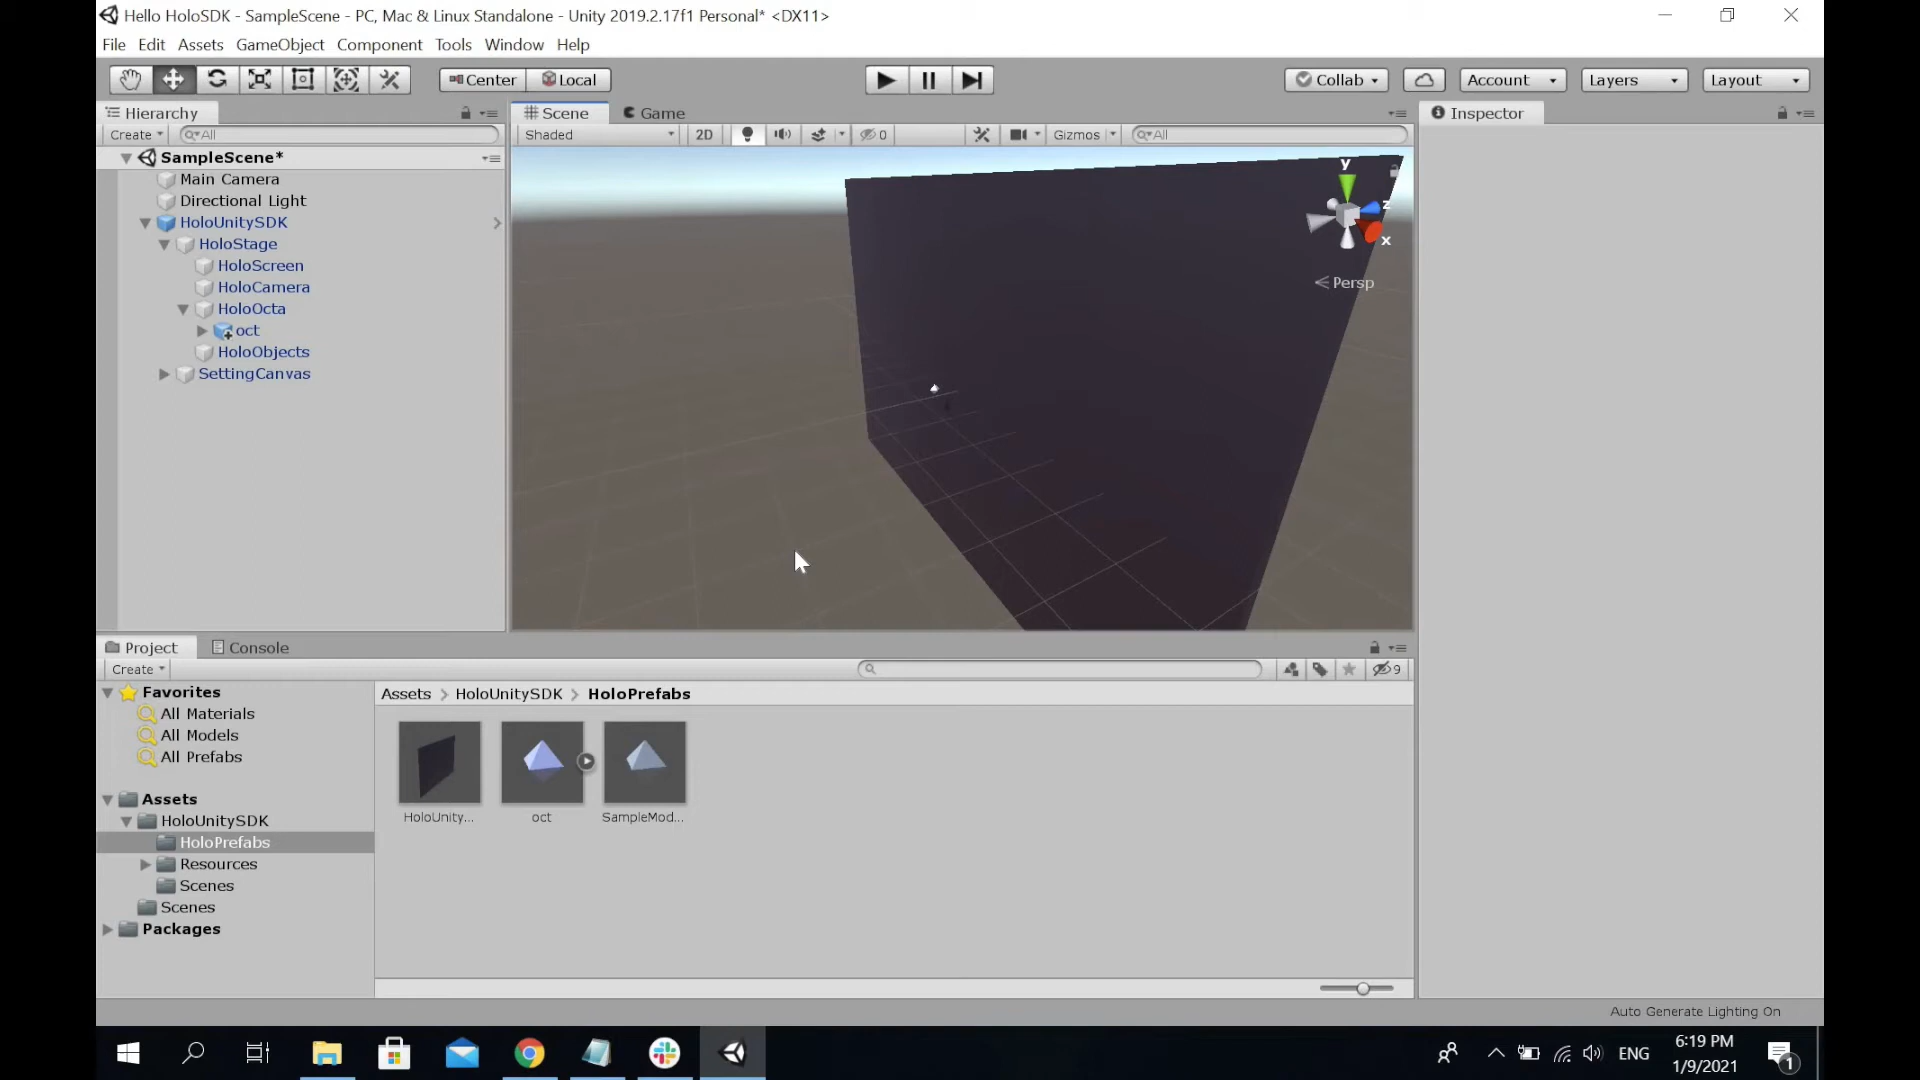 Hello HoloSDK - SampleScene - PC, Mac & Linux Standalone - Unity 2019.2.17f1 Personal* <DX11>
File Edit Assets GameObject Component Tools Window Help
Center Local Collab Account Layers Layout
Hierarchy
Create All
SampleScene*
Main Camera
Directional Light
HoloUnitySDK
HoloStage
HoloScreen
HoloCamera
HoloOcta
oct
HoloObjects
SettingCanvas
Scene Game
Shaded 2D 0 Gizmos All
y
z
x
Persp
Inspector
Project Console
Create 9
Favorites
All Materials
All Models
All Prefabs
Assets
HoloUnitySDK
HoloPrefabs
Resources
Scenes
Scenes
Packages
Assets > HoloUnitySDK > HoloPrefabs
HoloUnity... oct SampleMod...
Auto Generate Lighting On
ENG
6:19 PM
1/9/2021
1